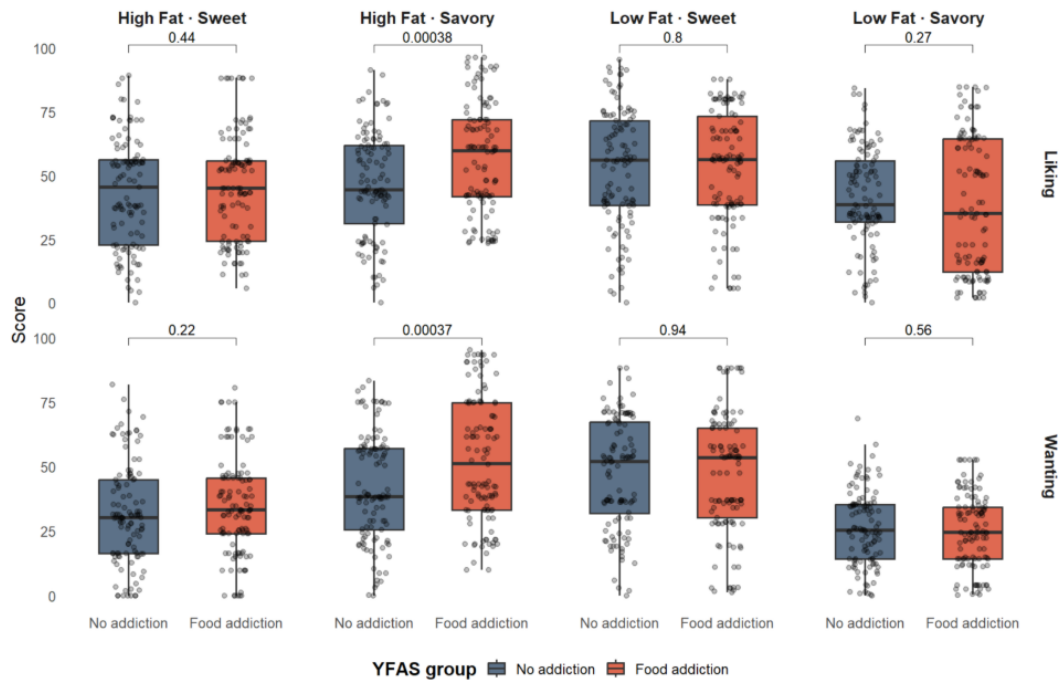 High Fat · Sweet High Fat · Savory Low Fat · Sweet Low Fat · Savory
0.44 0.00038 0.8 0.27
100
75
50
25
0
Liking
Score
0.22 0.00037 0.94 0.56
100
75
50
25
0
Wanting
No addiction Food addiction No addiction Food addiction No addiction Food addiction No addiction Food addiction
YFAS group No addiction Food addiction